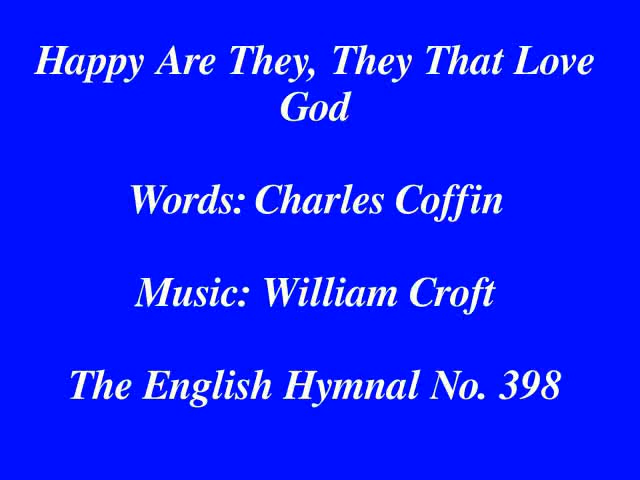 Happy Are They, They That Love
God
Words: Charles Coffin
Music: William Croft
The English Hymnal No. 398